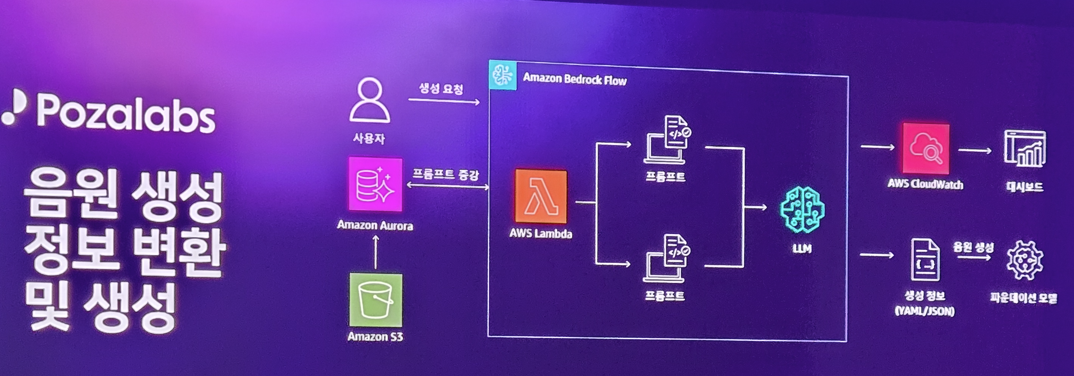 Pozalabs
음원 생성
정보 변환
및 생성
사용자
생성 요청
Amazon Aurora
프롬프트 증강
Amazon S3
Amazon Bedrock Flow
AWS Lambda
프롬프트
프롬프트
LLM
AWS CloudWatch
대시보드
생성 정보
(YAML/JSON)
음원 생성
파운데이션 모델